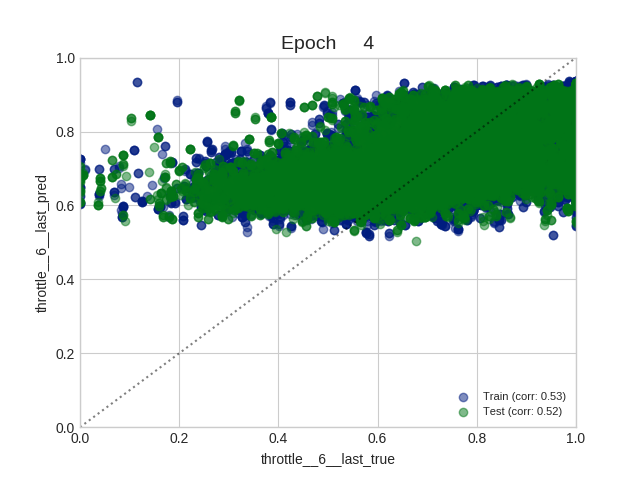 Epoch 4
1.0
0.8
0.6
0.4
0.2
0.0
throttle__6__last_pred
0.0 0.2 0.4 0.6 0.8 1.0
throttle__6__last_true
Train (corr: 0.53)
Test (corr: 0.52)